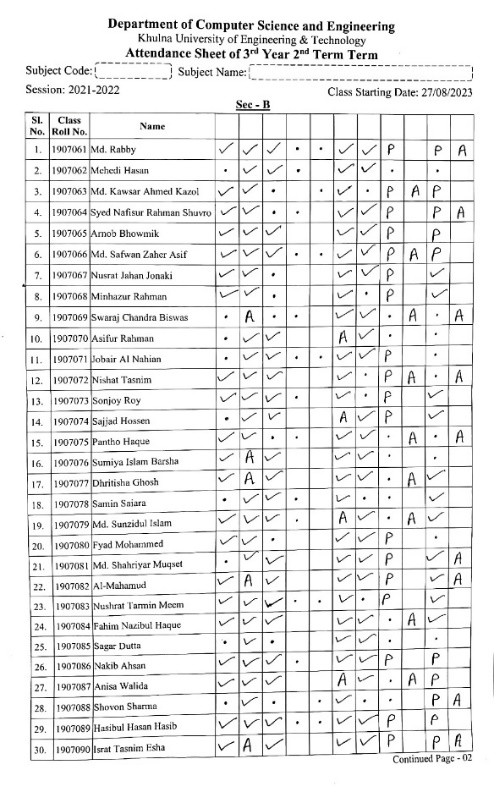 Department of Computer Science and Engineering
Khulna University of Engineering & Technology
Attendance Sheet of 3rd Year 2nd Term Term
Subject Code: Subject Name:
Session: 2021-2022 Class Starting Date: 27/08/2023
Sec - B
Sl. No. Class Roll No. Name
1. 1907061 Md. Rabby ✓ ✓ ✓ • • ✓ ✓ P P A
2. 1907062 Mehedi Hasan • ✓ ✓ • ✓ ✓ • •
3. 1907063 Md. Kawsar Ahmed Kazol ✓ ✓ • • ✓ • P A P
4. 1907064 Syed Nafisur Rahman Shuvro ✓ ✓ • • ✓ ✓ P P A
5. 1907065 Arnob Bhowmik ✓ ✓ ✓ ✓ ✓ P P
6. 1907066 Md. Safwan Zaher Asif ✓ ✓ ✓ • • ✓ ✓ P A P
7. 1907067 Nusrat Jahan Jonaki ✓ ✓ • ✓ ✓ P ✓
8. 1907068 Minhazur Rahman ✓ ✓ • ✓ • P ✓
9. 1907069 Swaraj Chandra Biswas • A • • ✓ ✓ • A • A
10. 1907070 Asifur Rahman • ✓ ✓ A ✓ • •
11. 1907071 Jobair Al Nahian • ✓ ✓ • • ✓ ✓ P •
12. 1907072 Nishat Tasnim ✓ ✓ ✓ ✓ • P A • A
13. 1907073 Sonjoy Roy ✓ ✓ ✓ • ✓ • P ✓
14. 1907074 Sajjad Hossen • ✓ ✓ A ✓ P ✓
15. 1907075 Pantho Haque ✓ ✓ • • ✓ ✓ • A • A
16. 1907076 Sumiya Islam Barsha ✓ A ✓ ✓ ✓ • •
17. 1907077 Dhritisha Ghosh ✓ A ✓ ✓ ✓ • A ✓
18. 1907078 Samin Saiara • ✓ ✓ • ✓ • • ✓
19. 1907079 Md. Sunzidul Islam ✓ ✓ ✓ • A ✓ • A ✓
20. 1907080 Fyad Mohammed ✓ ✓ ✓ ✓ ✓ P •
21. 1907081 Md. Shahriyar Muqset • ✓ ✓ ✓ ✓ P ✓ A
22. 1907082 Al-Mahamud ✓ A ✓ ✓ ✓ P ✓ A
23. 1907083 Nushrat Tarmin Meem ✓ ✓ ✓ • • ✓ • P ✓
24. 1907084 Fahim Nazibul Haque ✓ ✓ ✓ • ✓ ✓ • A ✓
25. 1907085 Sagar Dutta • ✓ • ✓ ✓ • •
26. 1907086 Nakib Ahsan ✓ ✓ ✓ • ✓ ✓ P P
27. 1907087 Anisa Walida ✓ ✓ ✓ A ✓ • A P
28. 1907088 Shovon Sharma • ✓ • • ✓ • • P A
29. 1907089 Hasibul Hasan Hasib ✓ ✓ ✓ • • ✓ ✓ P P
30. 1907090 Israt Tasnim Esha ✓ A ✓ ✓ ✓ P P A
Continued Page - 02